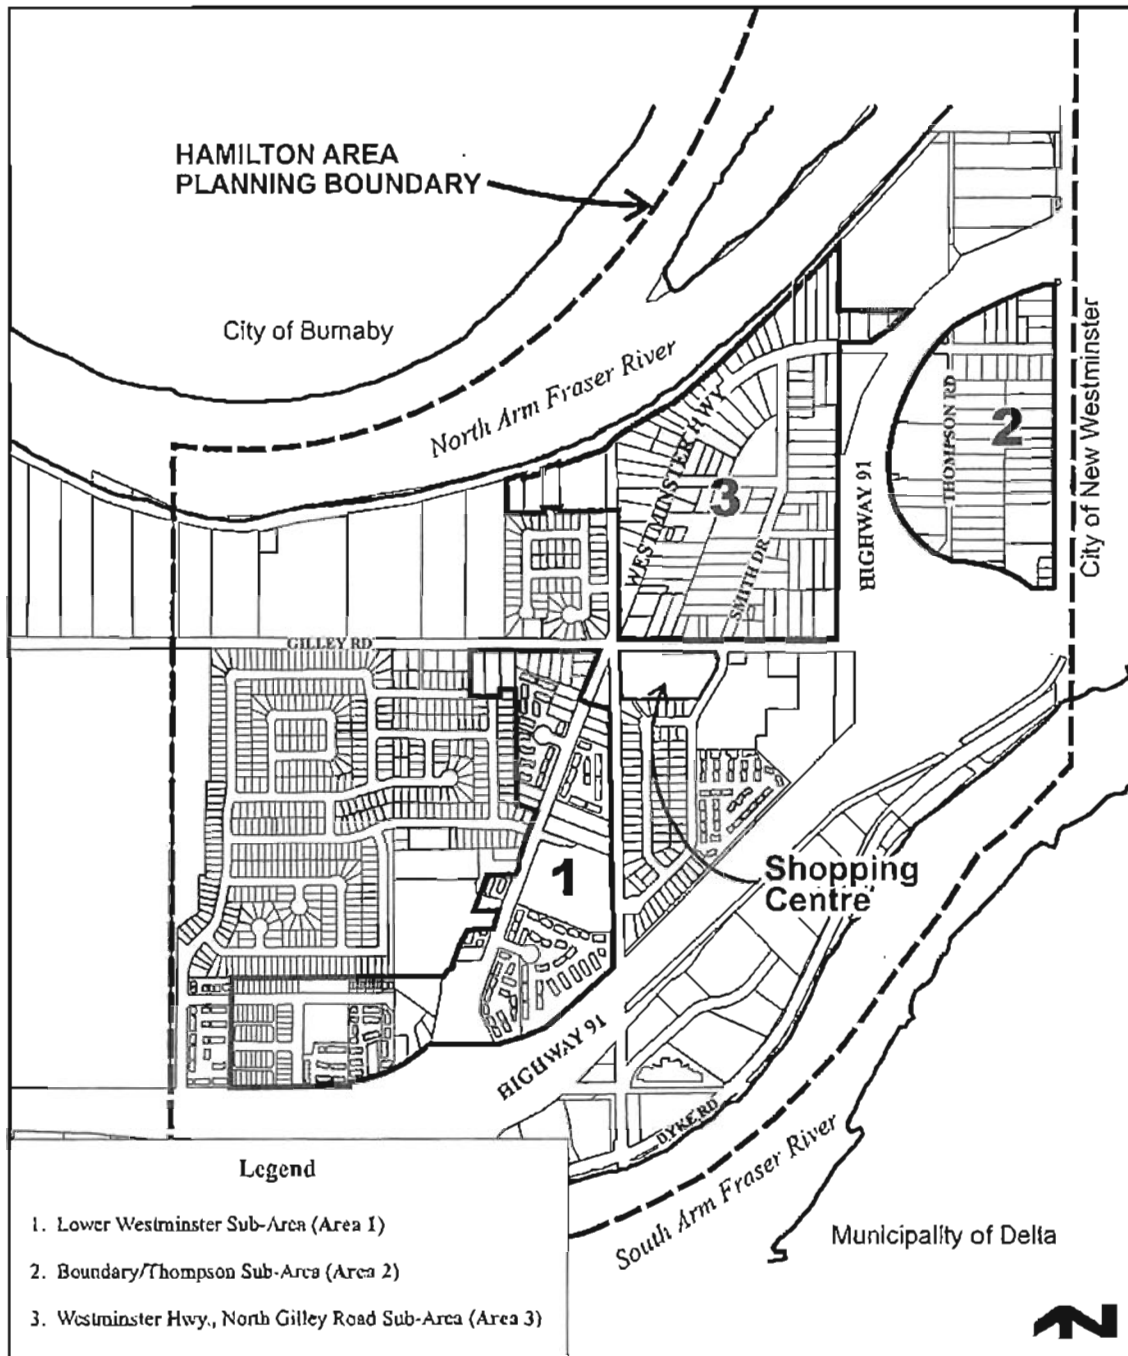 HAMILTON AREA
PLANNING BOUNDARY
City of Burnaby
North Arm Fraser River
WESTMINSTER HWY
3
SMITH DR
HIGHWAY 91
THOMPSON RD
2
City of New Westminster
GILLEY RD
1
Shopping
Centre
HIGHWAY 91
DYKE RD
South Arm Fraser River
Municipality of Delta
Legend
1. Lower Westminster Sub-Area (Area 1)
2. Boundary/Thompson Sub-Area (Area 2)
3. Westminster Hwy., North Gilley Road Sub-Area (Area 3)
N